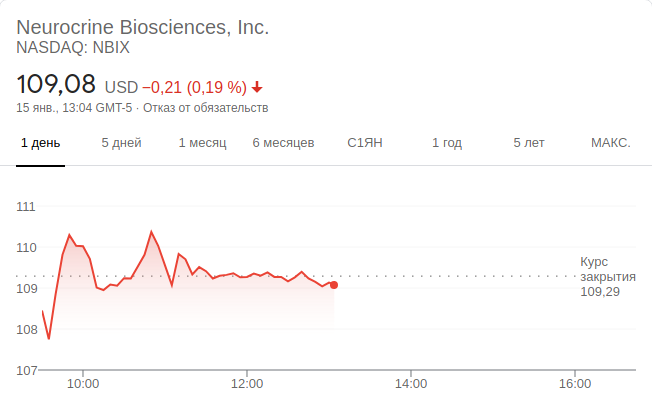 Neurocrine Biosciences, Inc.
NASDAQ: NBIX
109,08 USD −0,21 (0,19 %)
15 янв., 13:04 GMT-5 · Отказ от обязательств
1 день 5 дней 1 месяц 6 месяцев С1ЯН 1 год 5 лет МАКС.
111
110
Курс
закрытия
109,29
109
108
107
10:00 12:00 14:00 16:00